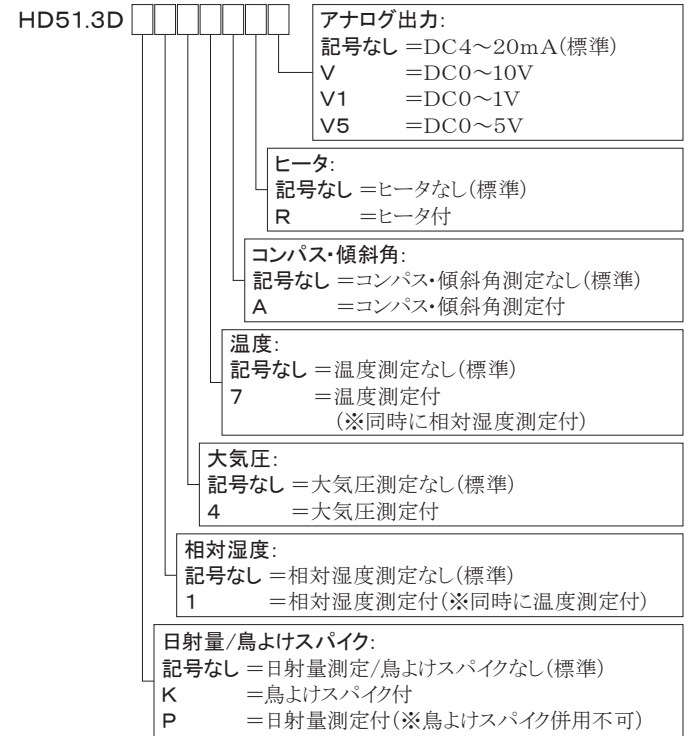 HD51.3D
アナログ出力:
記号なし =DC4～20mA(標準)
V =DC0～10V
V1 =DC0～1V
V5 =DC0～5V
ヒータ:
記号なし =ヒータなし(標準)
R =ヒータ付
コンパス・傾斜角:
記号なし =コンパス・傾斜角測定なし(標準)
A =コンパス・傾斜角測定付
温度:
記号なし =温度測定なし(標準)
7 =温度測定付
(※同時に相対湿度測定付)
大気圧:
記号なし =大気圧測定なし(標準)
4 =大気圧測定付
相対湿度:
記号なし =相対湿度測定なし(標準)
1 =相対湿度測定付(※同時に温度測定付)
日射量/鳥よけスパイク:
記号なし =日射量測定/鳥よけスパイクなし(標準)
K =鳥よけスパイク付
P =日射量測定付(※鳥よけスパイク併用不可)